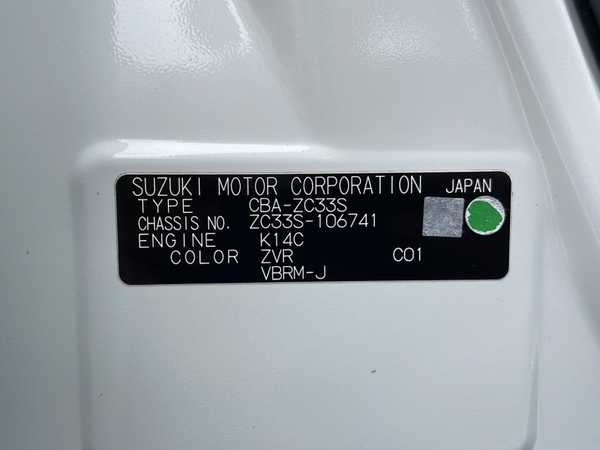 SUZUKI MOTOR CORPORATION JAPAN
TYPE CBA-ZC33S
CHASSIS NO. ZC33S-106741
ENGINE K14C
COLOR ZVR C01
VBRM-J